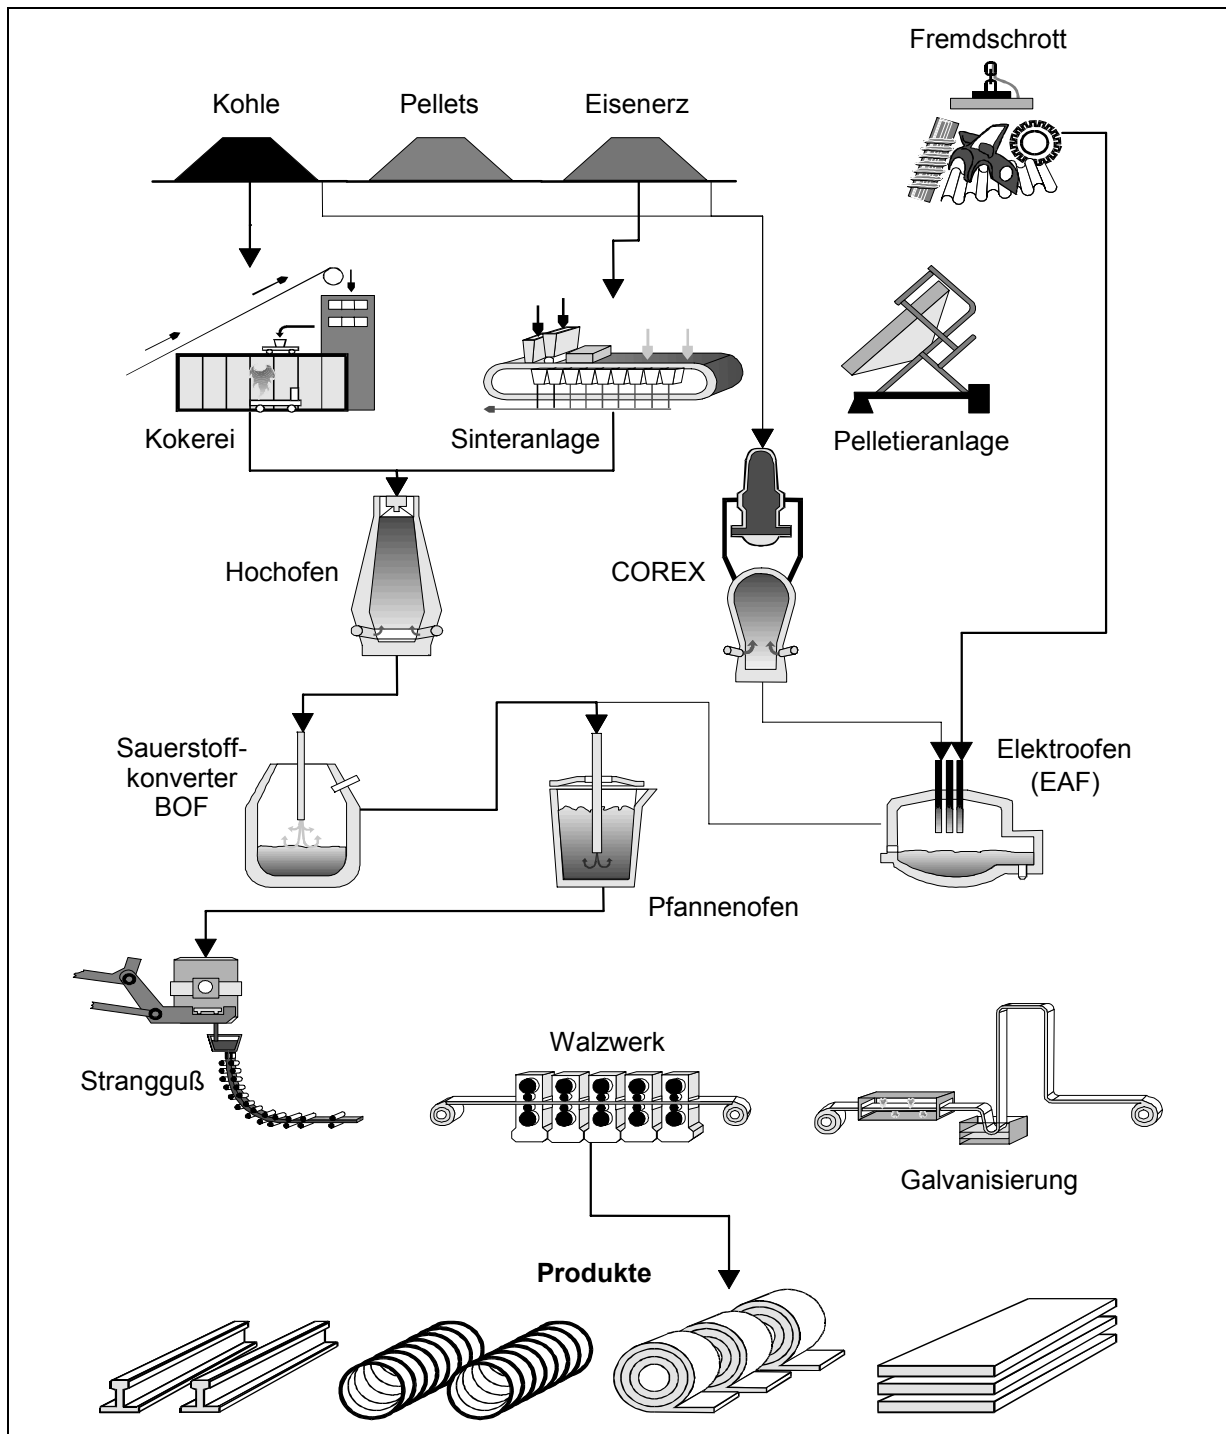 Fremdschrott
Kohle
Pellets
Eisenerz
Kokerei
Sinteranlage
Pelletieranlage
Hochofen
COREX
Sauerstoff-
konverter
BOF
Elektroofen
(EAF)
Pfannenofen
Strangguß
Walzwerk
Galvanisierung
Produkte